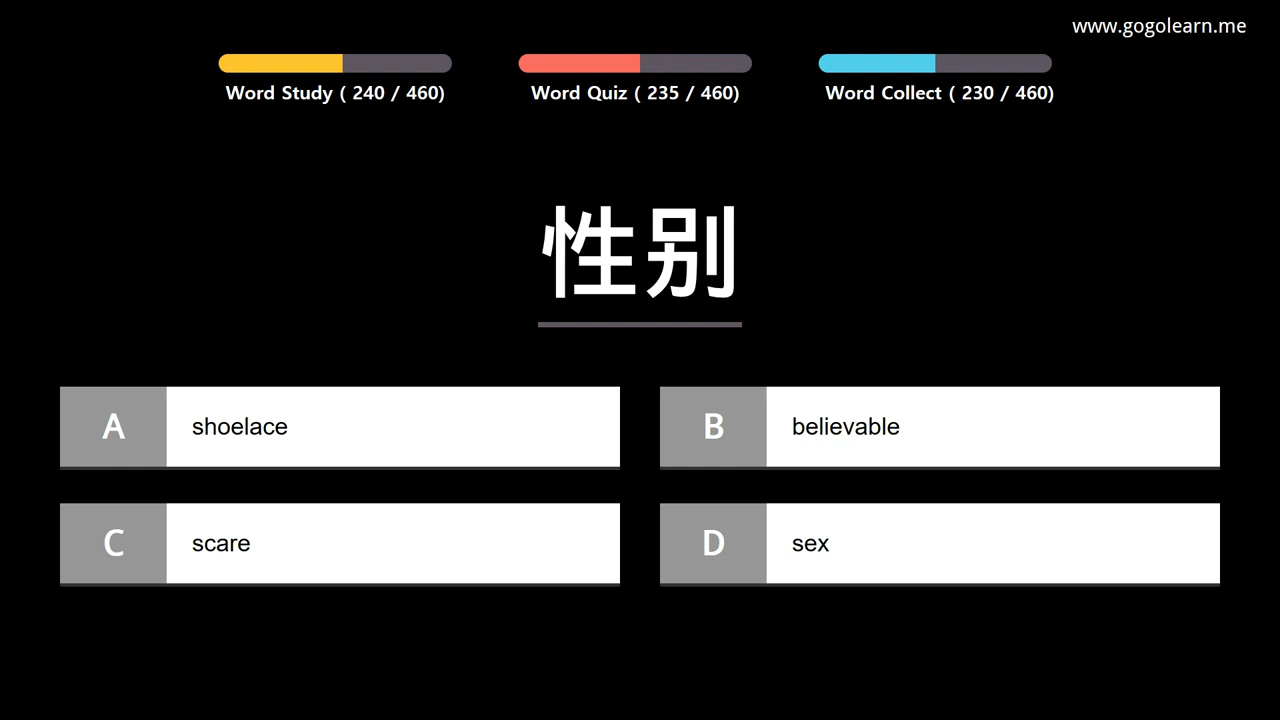 www.gogolearn.me
Word Study ( 240 / 460)
Word Quiz ( 235 / 460)
Word Collect ( 230 / 460)
性别
A shoelace
B believable
C scare
D sex